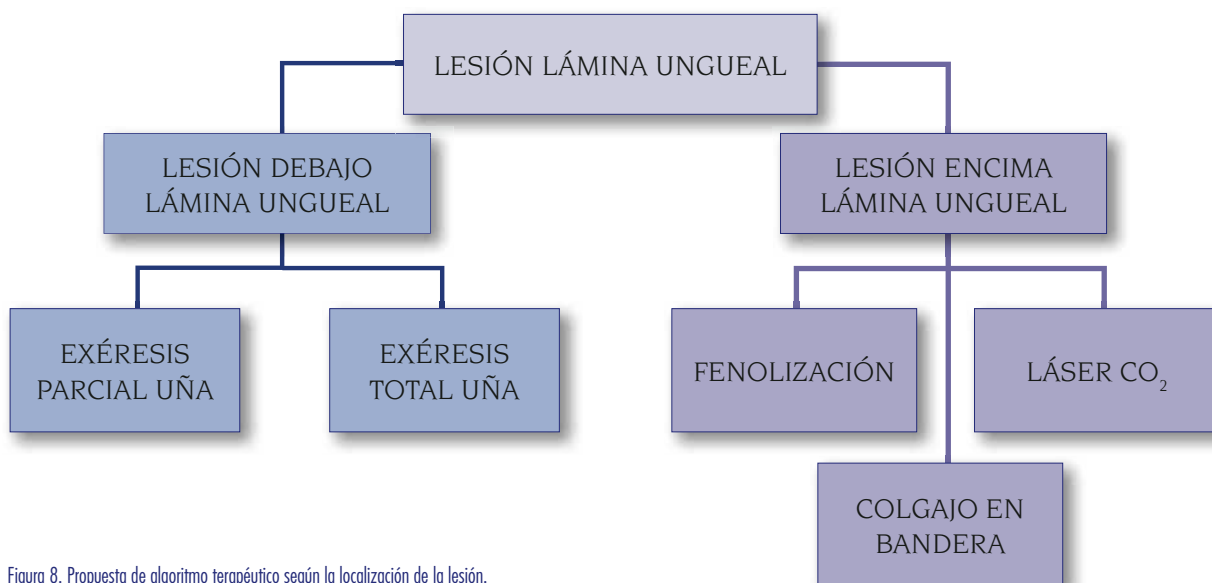 LESIÓN LÁMINA UNGUEAL
LESIÓN DEBAJO
LÁMINA UNGUEAL
LESIÓN ENCIMA
LÁMINA UNGUEAL
EXÉRESIS
PARCIAL UÑA
EXÉRESIS
TOTAL UÑA
FENOLIZACIÓN
LÁSER CO₂
COLGAJO EN
BANDERA
Figura 8. Propuesta de algoritmo terapéutico según la localización de la lesión.